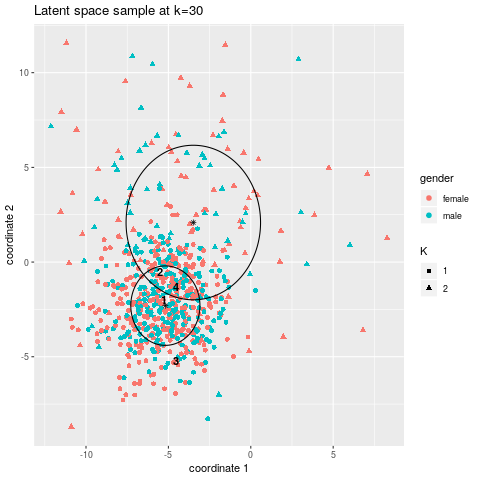 Latent space sample at k=30
10
5
0
-5
coordinate 2
-10
-5
0
5
coordinate 1
2
4
1
3
gender
female
male
K
1
2